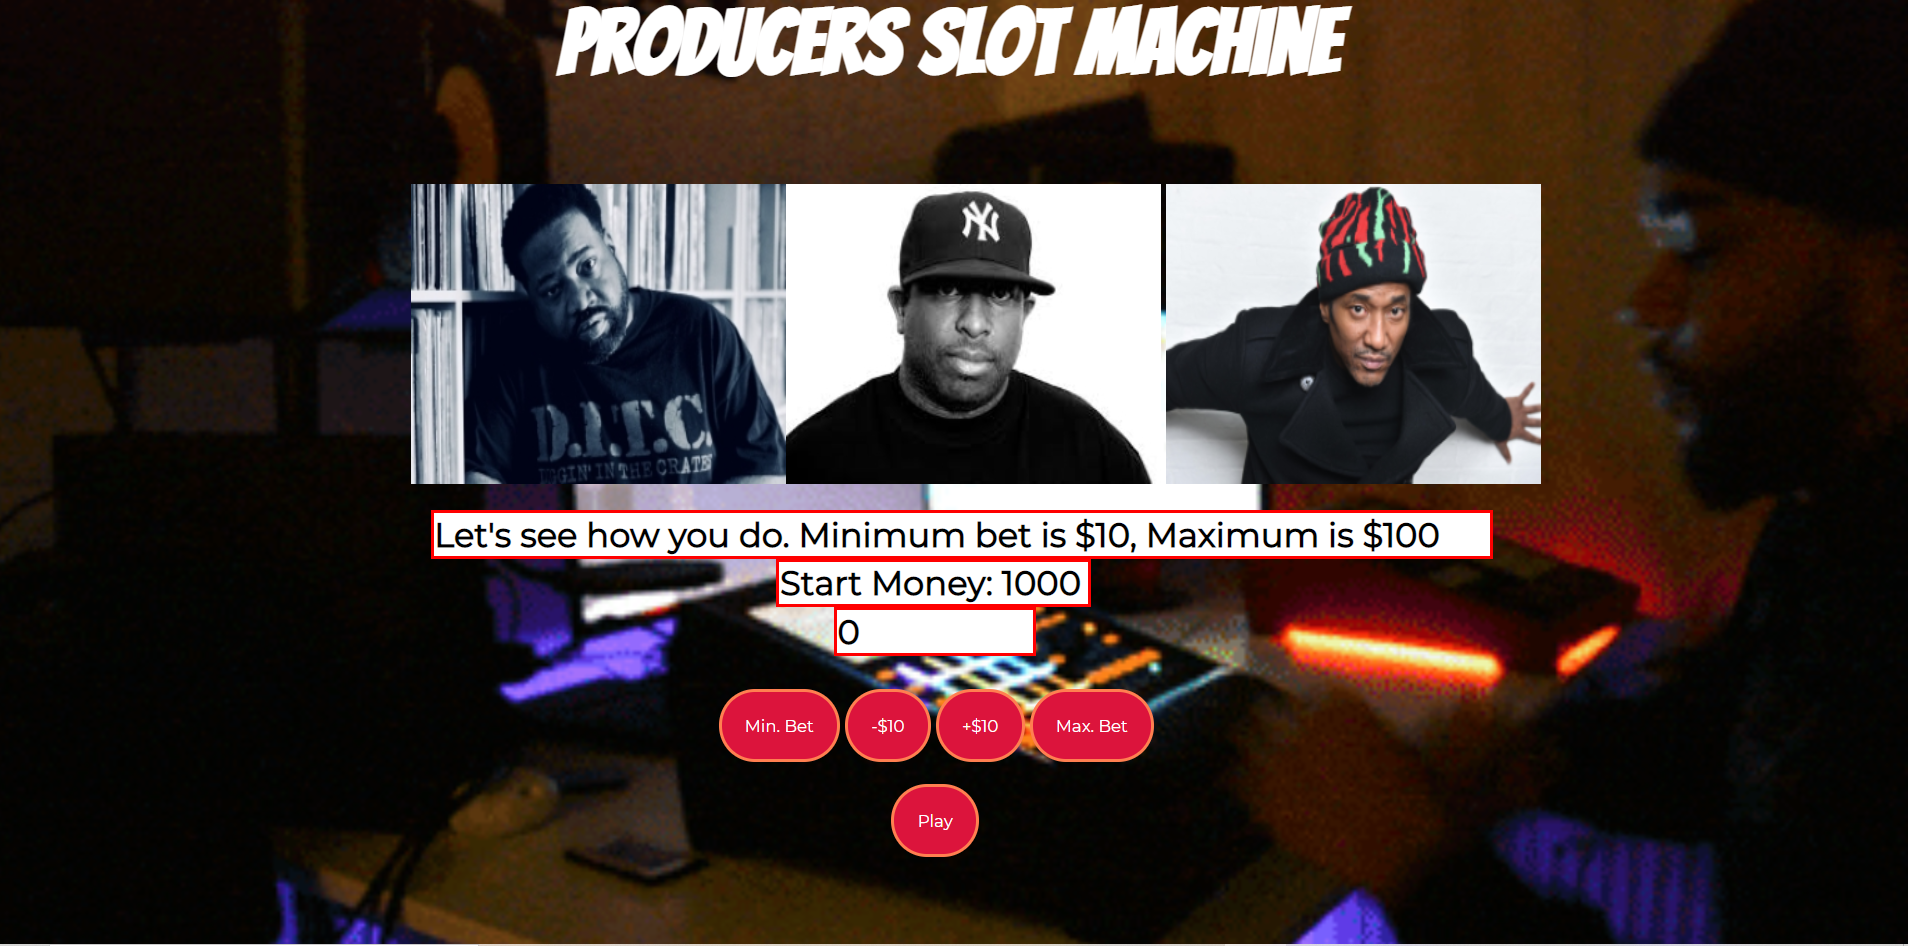 PRODUCERS SLOT MACHINE
NY
D.I.T.C.
DIGGIN' IN THE CRATES
Let's see how you do. Minimum bet is $10, Maximum is $100
Start Money: 1000
0
Min. Bet -$10 +$10 Max. Bet
Play